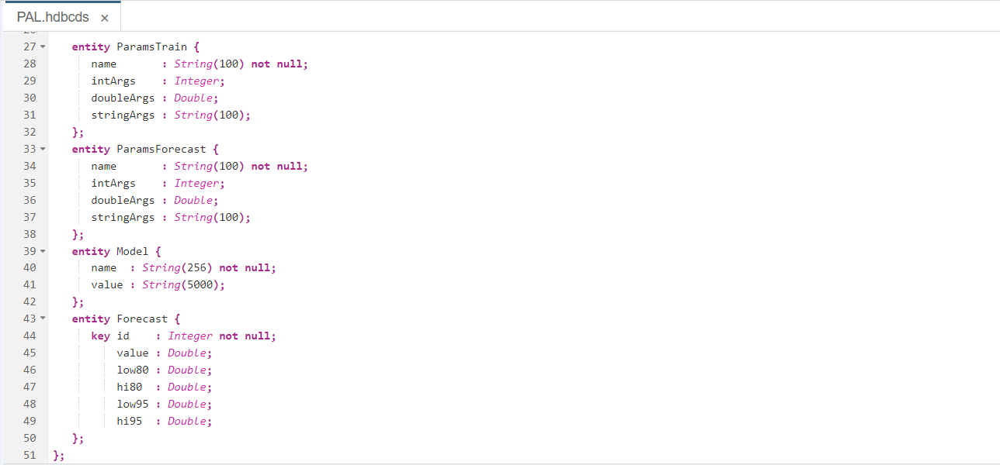 PAL.hdbcds ×
27 entity ParamsTrain {
28 name : String(100) not null;
29 intArgs : Integer;
30 doubleArgs : Double;
31 stringArgs : String(100);
32 };
33 entity ParamsForecast {
34 name : String(100) not null;
35 intArgs : Integer;
36 doubleArgs : Double;
37 stringArgs : String(100);
38 };
39 entity Model {
40 name : String(256) not null;
41 value : String(5000);
42 };
43 entity Forecast {
44 key id : Integer not null;
45 value : Double;
46 low80 : Double;
47 hi80 : Double;
48 low95 : Double;
49 hi95 : Double;
50 };
51 };